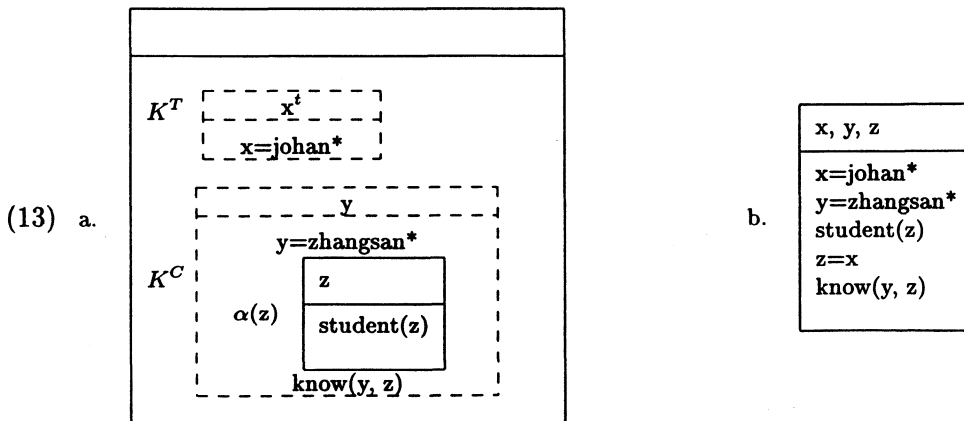 K^T
x^t
x=johan*
(13) a.
K^C
y
y=zhangsan*
z
α(z)
student(z)
know(y, z)
b.
x, y, z
x=johan*
y=zhangsan*
student(z)
z=x
know(y, z)